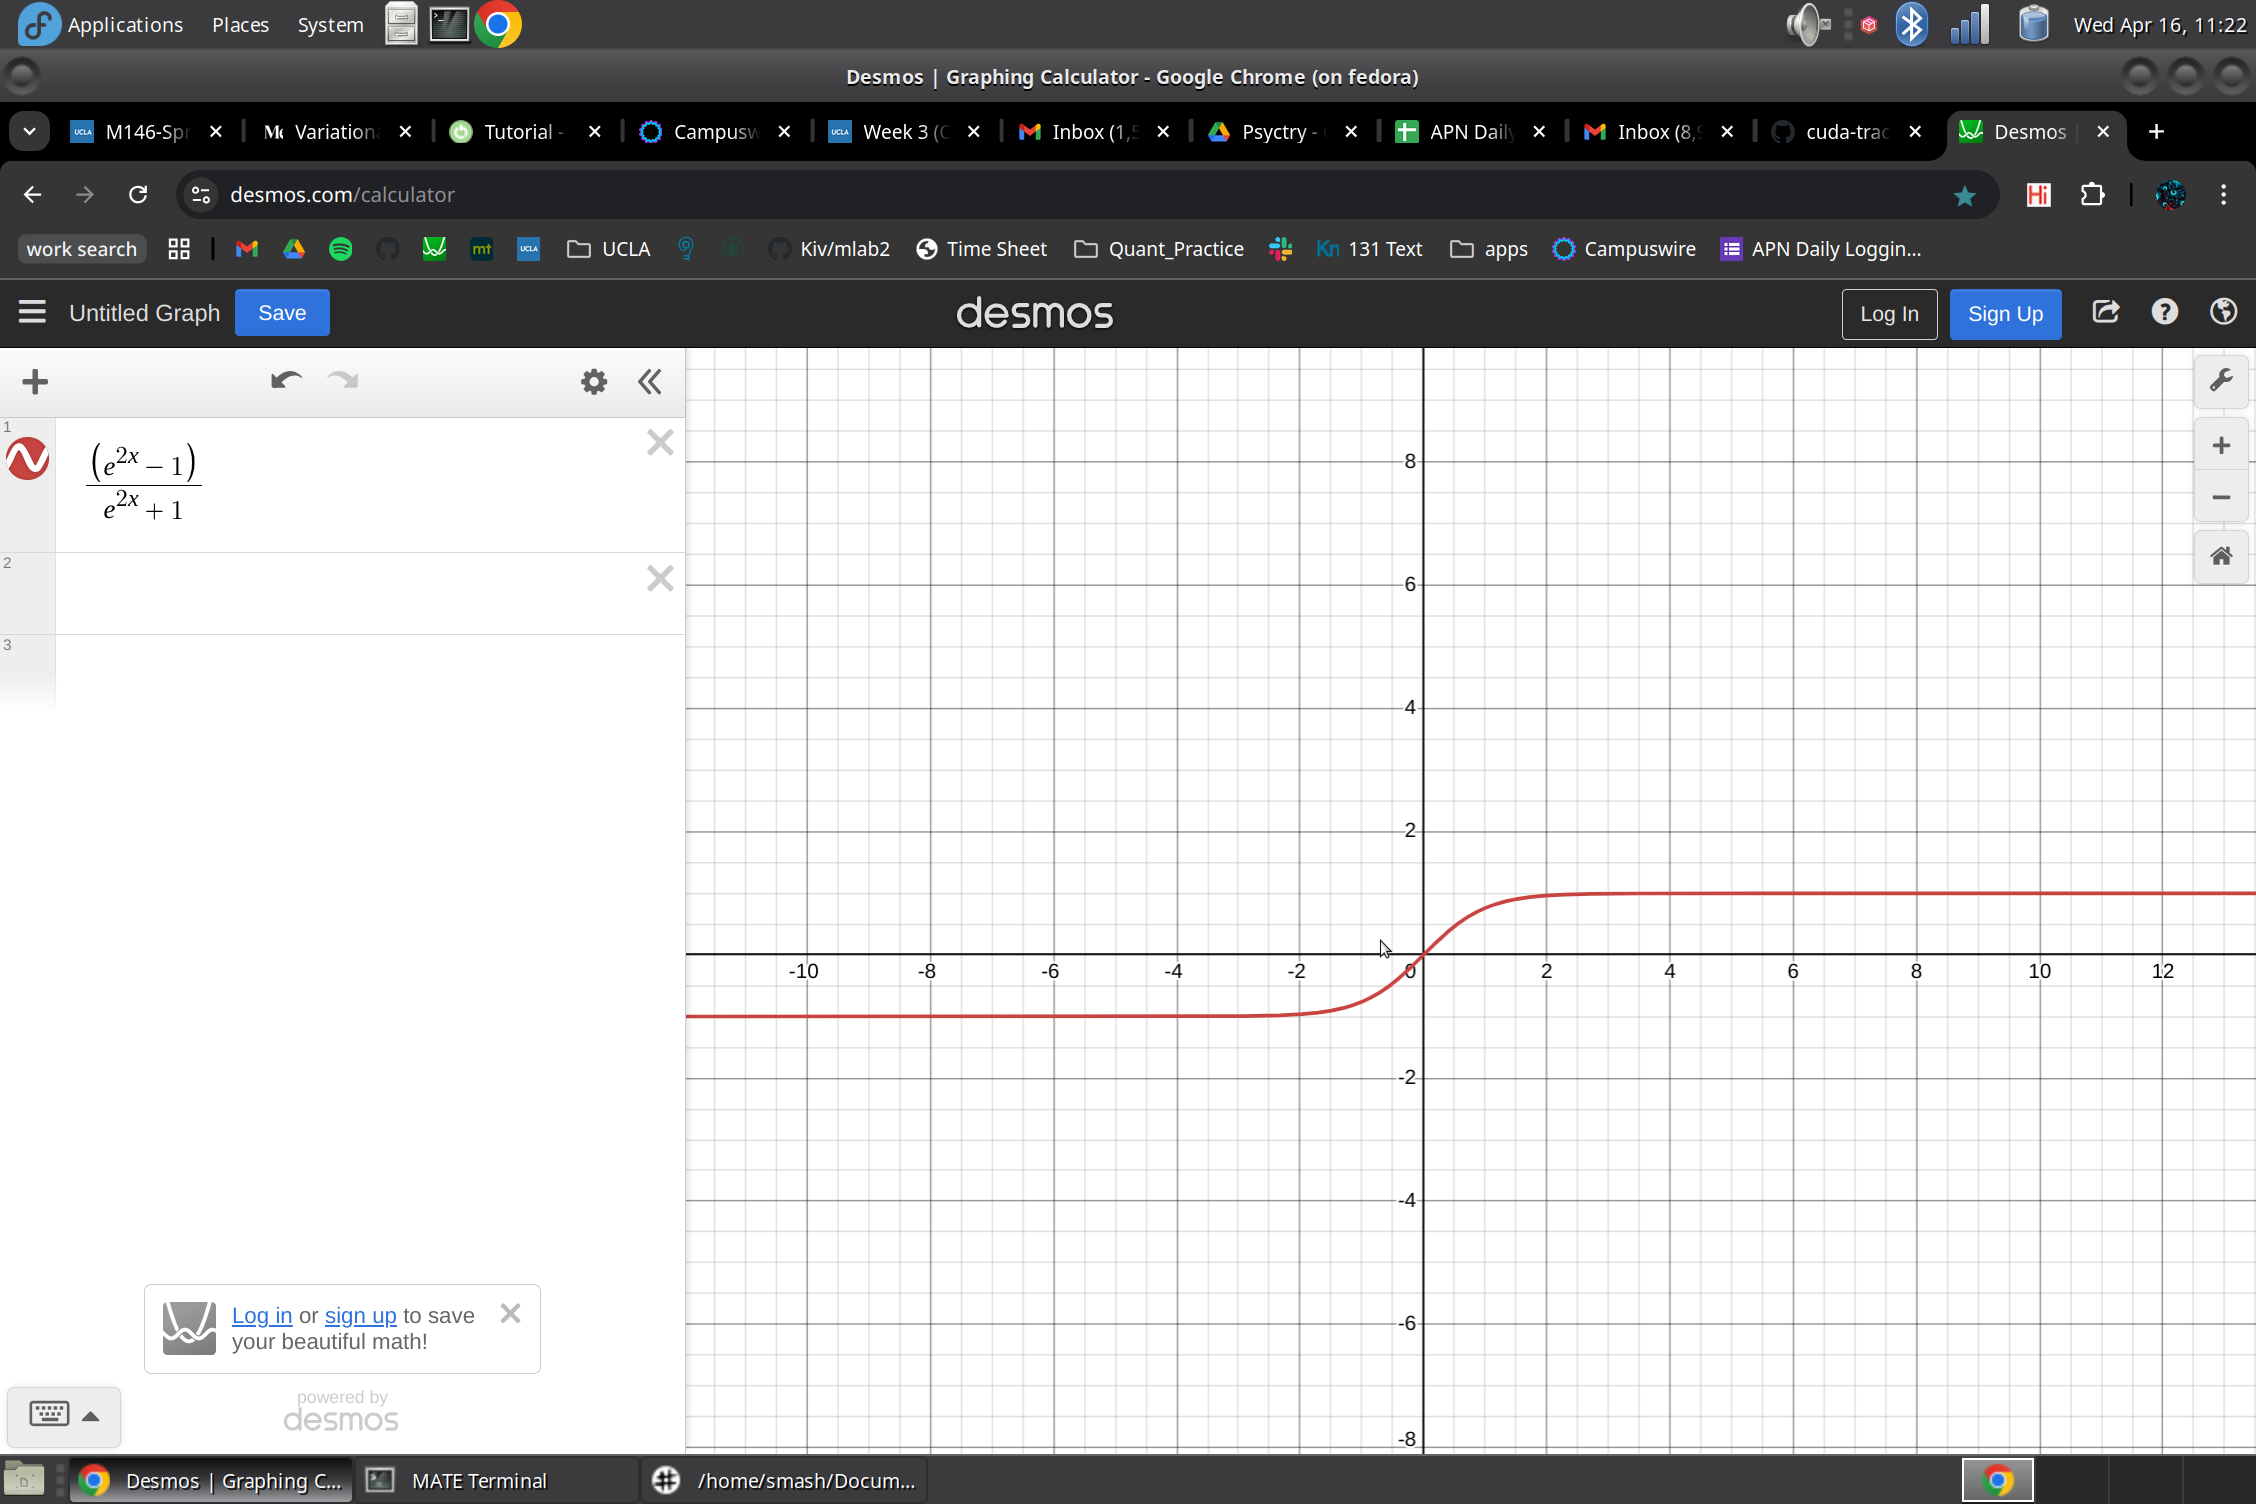 Applications Places System Wed Apr 16, 11:22
Desmos | Graphing Calculator - Google Chrome (on fedora)
M146-Spr Variation Tutorial - Campusw Week 3 (C Inbox (1,5 Psyctry - APN Daily Inbox (8, cuda-trac Desmos
desmos.com/calculator Hi
work search mt UCLA UCLA Kiv/mlab2 Time Sheet Quant_Practice Kn 131 Text apps Campuswire APN Daily Loggin...
Untitled Graph Save desmos Log In Sign Up
1
(e^{2x} − 1)
e^{2x} + 1
2
3
8
6
4
2
-10 -8 -6 -4 -2 0 2 4 6 8 10 12
-2
-4
-6
-8
Log in or sign up to save
your beautiful math!
powered by
desmos
Desmos | Graphing C... MATE Terminal /home/smash/Docum...